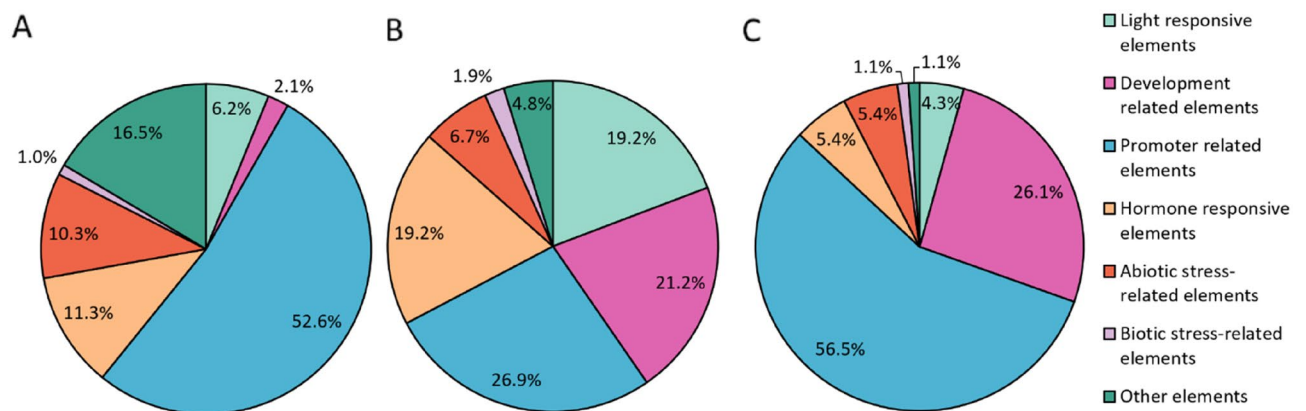 A
6.2%
2.1%
52.6%
11.3%
10.3%
1.0%
16.5%
B
19.2%
21.2%
26.9%
19.2%
6.7%
1.9%
4.8%
C
4.3%
26.1%
56.5%
5.4%
5.4%
1.1%
1.1%
Light responsive
elements
Development
related elements
Promoter related
elements
Hormone responsive
elements
Abiotic stress-
related elements
Biotic stress-related
elements
Other elements